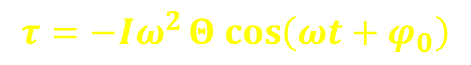 τ = −Iω² Θ cos(ωt + φ₀)